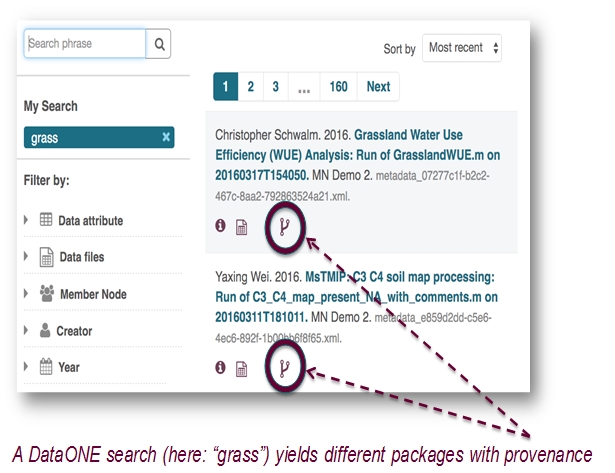 Search phrase
Sort by Most recent
1 2 3 ... 160 Next
My Search
grass x
Filter by:
Data attribute
Data files
Member Node
Creator
Year
Christopher Schwalm. 2016. Grassland Water Use
Efficiency (WUE) Analysis: Run of GrasslandWUE.m on
20160317T154050. MN Demo 2. metadata_07277c1f-b2c2-
467c-8aa2-792863524a21.xml.
Yaxing Wei. 2016. MsTMIP: C3 C4 soil map processing:
Run of C3_C4_map_present_NA_with_comments.m on
20160311T181011. MN Demo 2. metadata_e859d2dd-c5e6-
4ec6-892f-1b00bb6f8f65.xml.
A DataONE search (here: “grass”) yields different packages with provenance